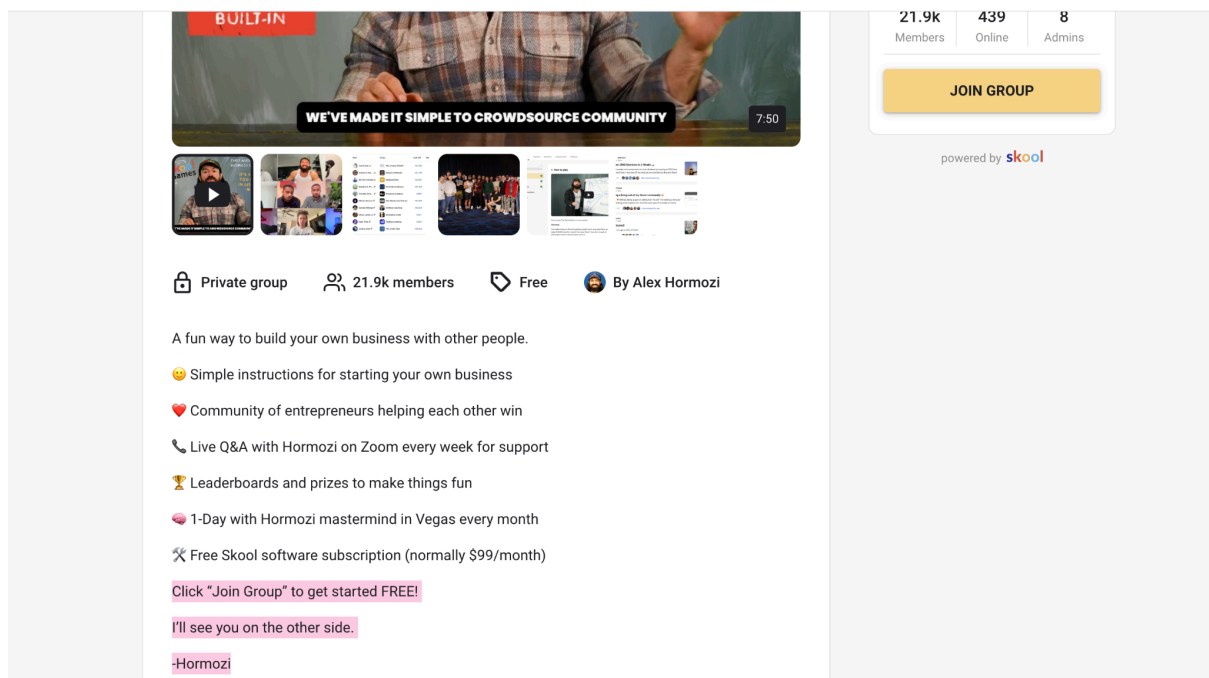 BUILT-IN
WE'VE MADE IT SIMPLE TO CROWDSOURCE COMMUNITY
7:50
21.9k
Members
439
Online
8
Admins
JOIN GROUP
powered by skool
Private group
21.9k members
Free
By Alex Hormozi
A fun way to build your own business with other people.
🙂 Simple instructions for starting your own business
❤️ Community of entrepreneurs helping each other win
📞 Live Q&A with Hormozi on Zoom every week for support
🏆 Leaderboards and prizes to make things fun
🧠 1-Day with Hormozi mastermind in Vegas every month
🛠️ Free Skool software subscription (normally $99/month)
Click “Join Group” to get started FREE!
I’ll see you on the other side.
-Hormozi